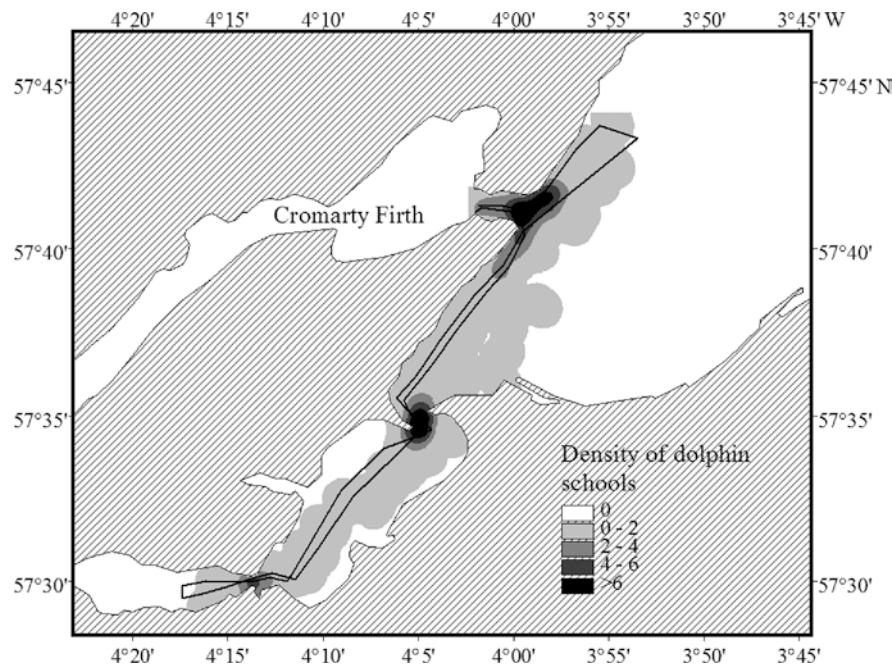 4°20' 4°15' 4°10' 4°5' 4°00' 3°55' 3°45' W
57°45' 57°45' N
Cromarty Firth
57°40' 57°40'
57°35' 57°35'
Density of dolphin
schools
0
0 - 2
2 - 4
4 - 6
>6
57°30' 57°30'
4°20' 4°15' 4°10' 4°5' 4°00' 3°55' 3°50' 3°45'